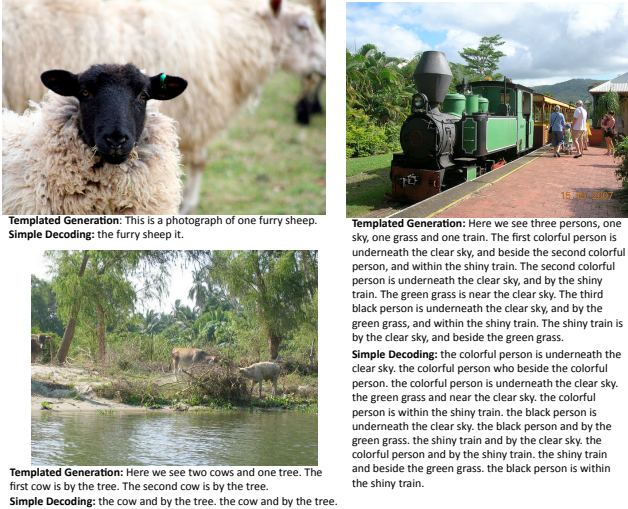 Templated Generation: This is a photograph of one furry sheep.
Simple Decoding: the furry sheep it.
Templated Generation: Here we see two cows and one tree. The
first cow is by the tree. The second cow is by the tree.
Simple Decoding: the cow and by the tree. the cow and by the tree.
Templated Generation: Here we see three persons, one
sky, one grass and one train. The first colorful person is
underneath the clear sky, and beside the second colorful
person, and within the shiny train. The second colorful
person is underneath the clear sky, and by the shiny
train. The green grass is near the clear sky. The third
black person is underneath the clear sky, and by the
green grass, and within the shiny train. The shiny train is
by the clear sky, and beside the green grass.
Simple Decoding: the colorful person is underneath the
clear sky. the colorful person who beside the colorful
person. the colorful person is underneath the clear sky.
the green grass and near the clear sky. the colorful
person is within the shiny train. the black person is
underneath the clear sky. the black person and by the
green grass. the shiny train and by the clear sky. the
colorful person and by the shiny train. the shiny train
and beside the green grass. the black person is within
the shiny train.